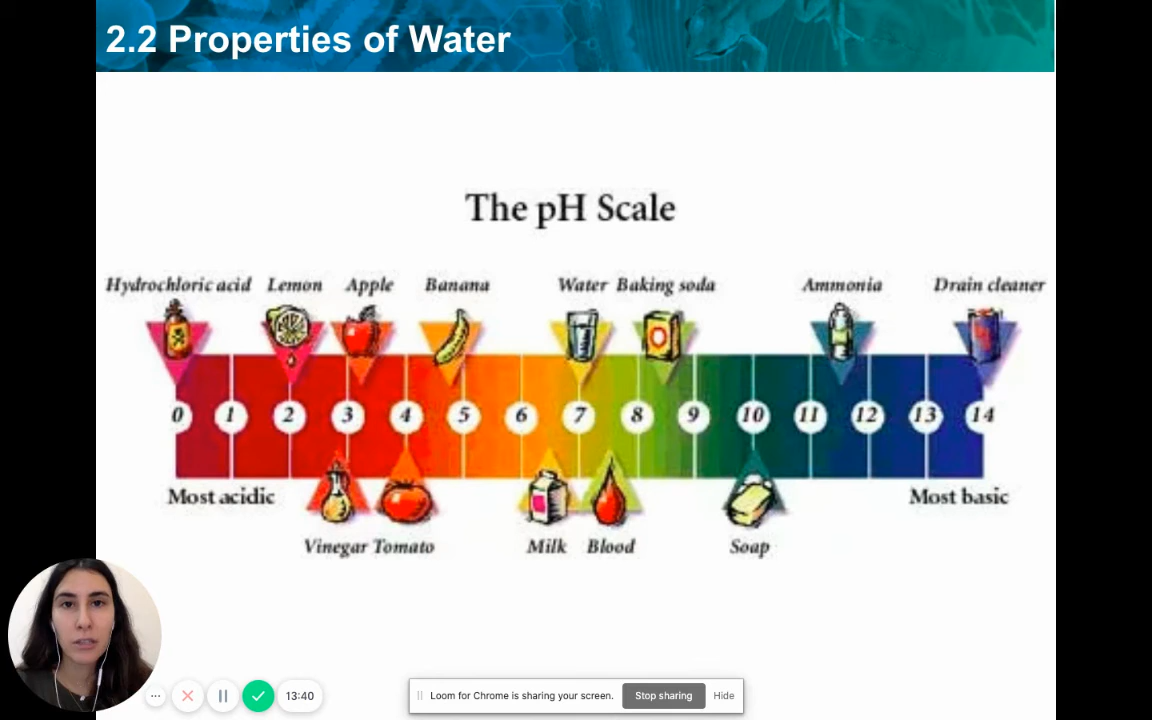 2.2 Properties of Water
The pH Scale
Hydrochloric acid Lemon Apple Banana Water Baking soda Ammonia Drain cleaner
0 1 2 3 4 5 6 7 8 9 10 11 12 13 14
Most acidic Most basic
Vinegar Tomato Milk Blood Soap
13:40
Loom for Chrome is sharing your screen. Stop sharing Hide